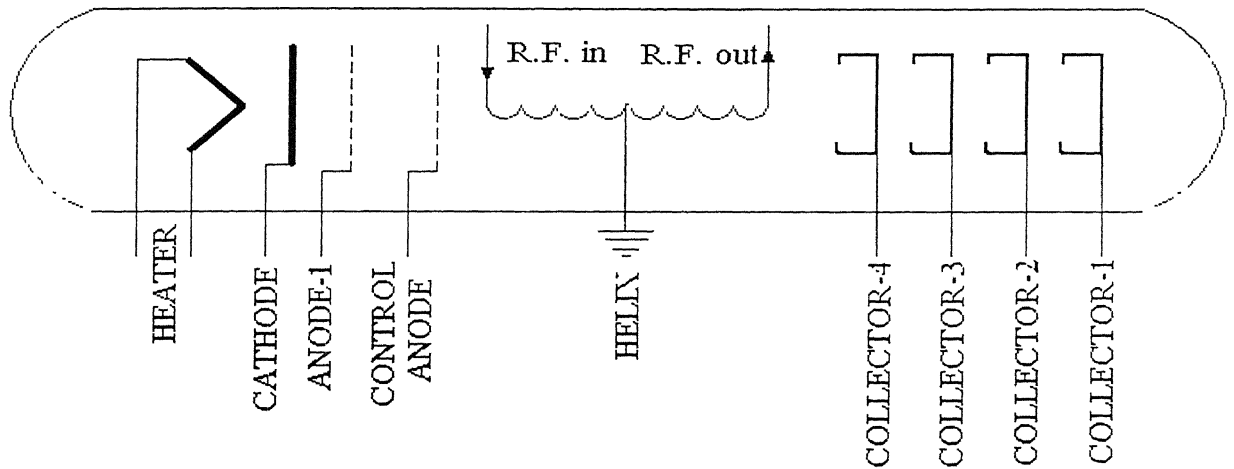 R.F. in
R.F. out
HEATER
CATHODE
ANODE-1
CONTROL
ANODE
HELIX
COLLECTOR-4
COLLECTOR-3
COLLECTOR-2
COLLECTOR-1